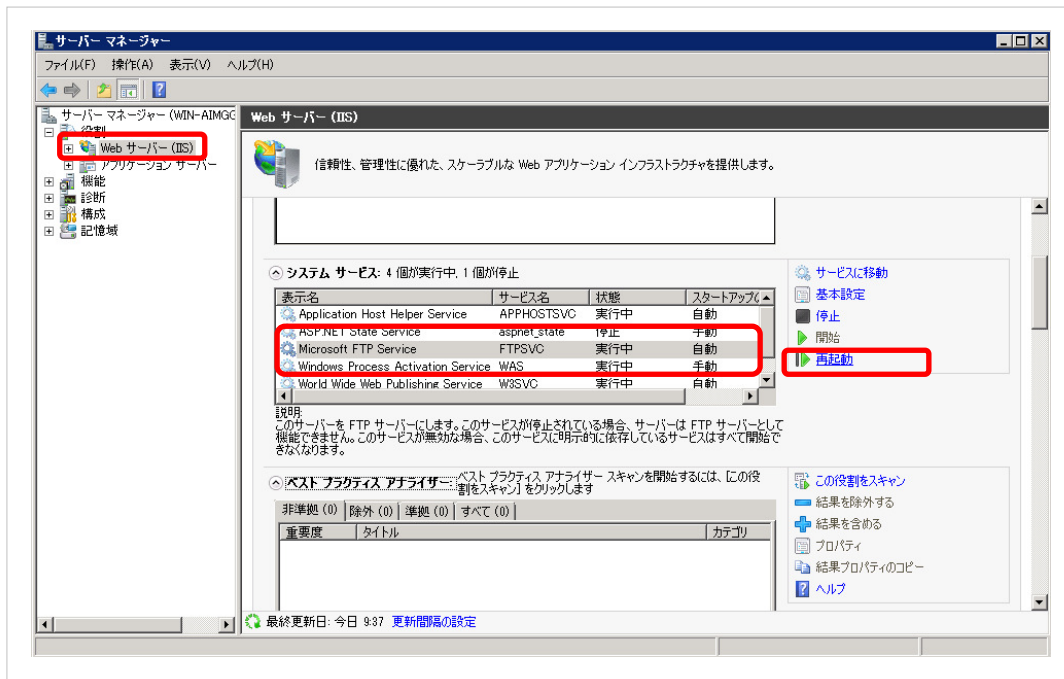 サーバー マネージャー
ファイル(F) 操作(A) 表示(V) ヘルプ(H)
サーバー マネージャー (WIN-AIMGG
役割
Web サーバー (IIS)
アプリケーション サーバー
機能
診断
構成
記憶域
Web サーバー (IIS)
信頼性、管理性に優れた、スケーラブルな Web アプリケーション インフラストラクチャを提供します。
システム サービス: 4 個が実行中, 1 個が停止
表示名 サービス名 状態 スタートアップ(
Application Host Helper Service APPHOSTSVC 実行中 自動
ASP.NET State Service aspnet_state 停止 手動
Microsoft FTP Service FTPSVC 実行中 自動
Windows Process Activation Service WAS 実行中 手動
World Wide Web Publishing Service W3SVC 実行中 自動
説明:
このサーバーを FTP サーバーにします。このサービスが停止されている場合、サーバーは FTP サーバーとして
機能できません。このサービスが無効な場合、このサービスに明示的に依存しているサービスはすべて開始で
きなくなります。
サービスに移動
基本設定
停止
開始
再起動
ベスト プラクティス アナライザー: ベスト プラクティス アナライザー スキャンを開始するには、[この役
割をスキャン] をクリックします
非準拠 (0) 除外 (0) 準拠 (0) すべて (0)
重要度 タイトル カテゴリ
この役割をスキャン
結果を除外する
結果を含める
プロパティ
結果プロパティのコピー
ヘルプ
最終更新日: 今日 9:37 更新間隔の設定